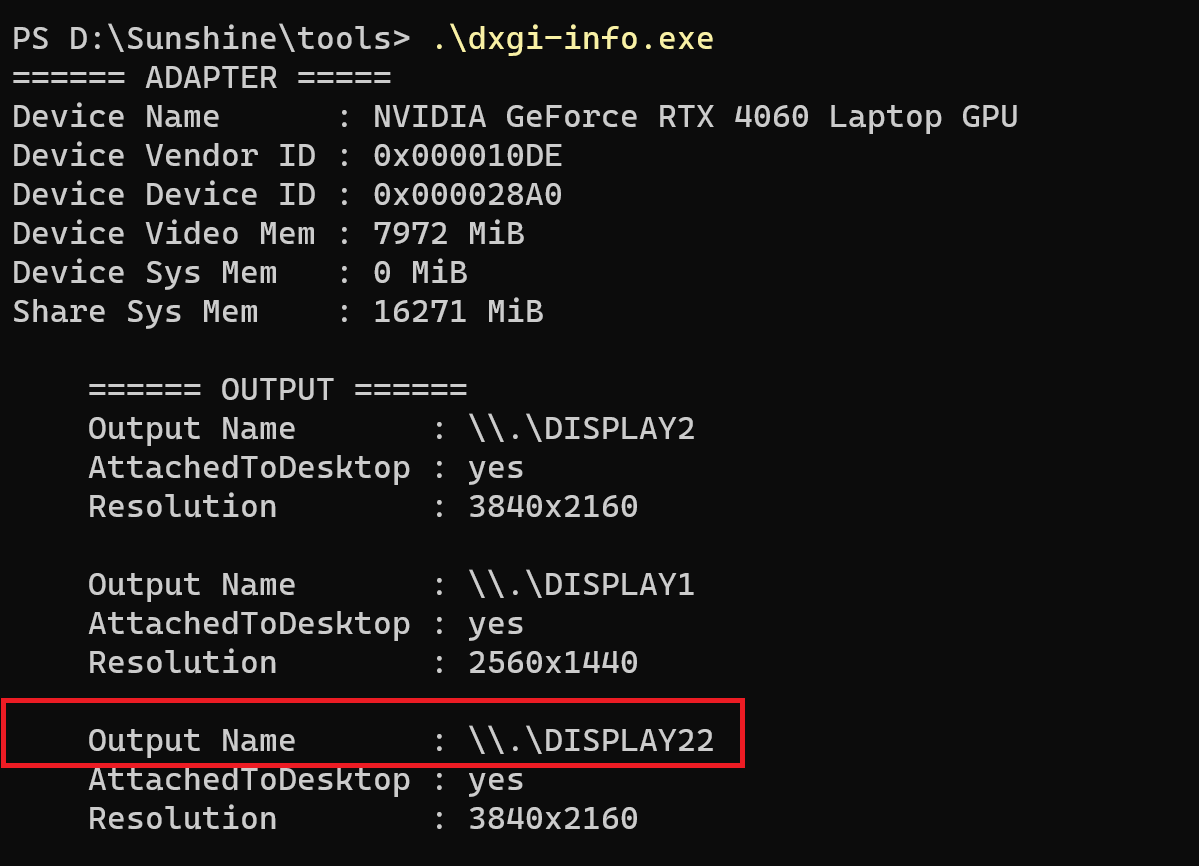 PS D:\Sunshine\tools> .\dxgi-info.exe
====== ADAPTER =====
Device Name      : NVIDIA GeForce RTX 4060 Laptop GPU
Device Vendor ID : 0x000010DE
Device Device ID : 0x000028A0
Device Video Mem : 7972 MiB
Device Sys Mem   : 0 MiB
Share Sys Mem    : 16271 MiB

    ====== OUTPUT ======
    Output Name       : \\.\DISPLAY2
    AttachedToDesktop : yes
    Resolution        : 3840x2160

    Output Name       : \\.\DISPLAY1
    AttachedToDesktop : yes
    Resolution        : 2560x1440

    Output Name       : \\.\DISPLAY22
    AttachedToDesktop : yes
    Resolution        : 3840x2160